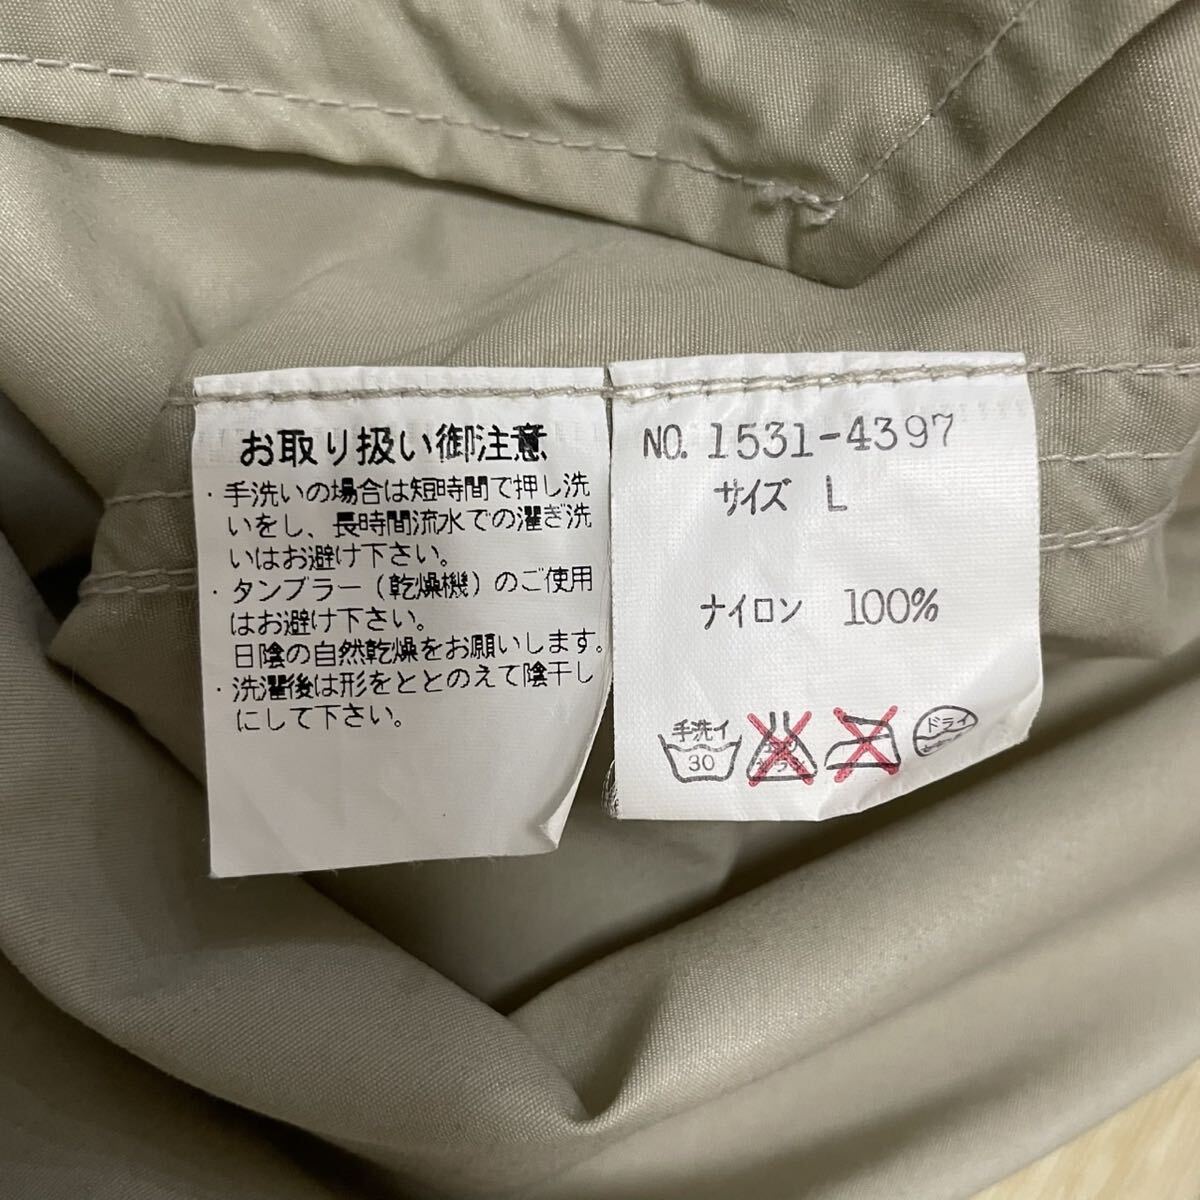 お取り扱い御注意
・手洗いの場合は短時間で押し洗
いをし、長時間流水での濯ぎ洗
いはお避け下さい。
・タンブラー(乾燥機)のご使用
はお避け下さい。
日陰の自然乾燥をお願いします。
・洗濯後は形をととのえて陰干し
にして下さい。
NO. 1531-4397
サイズ L
ナイロン 100%
手洗イ
30
ドライ